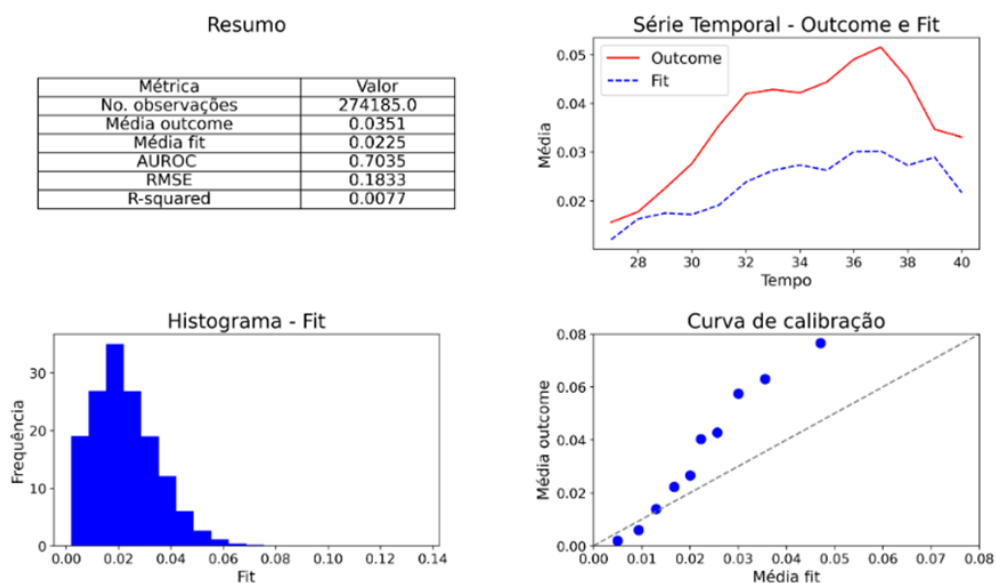 Resumo
Métrica Valor
No. observações 274185.0
Média outcome 0.0351
Média fit 0.0225
AUROC 0.7035
RMSE 0.1833
R-squared 0.0077
Série Temporal - Outcome e Fit
Outcome
Fit
Média
0.05
0.04
0.03
0.02
28 30 32 34 36 38 40
Tempo
Histograma - Fit
Frequência
30
20
10
0
0.00 0.02 0.04 0.06 0.08 0.10 0.12 0.14
Fit
Curva de calibração
Média outcome
0.08
0.06
0.04
0.02
0.00
0.00 0.01 0.02 0.03 0.04 0.05 0.06 0.07 0.08
Média fit